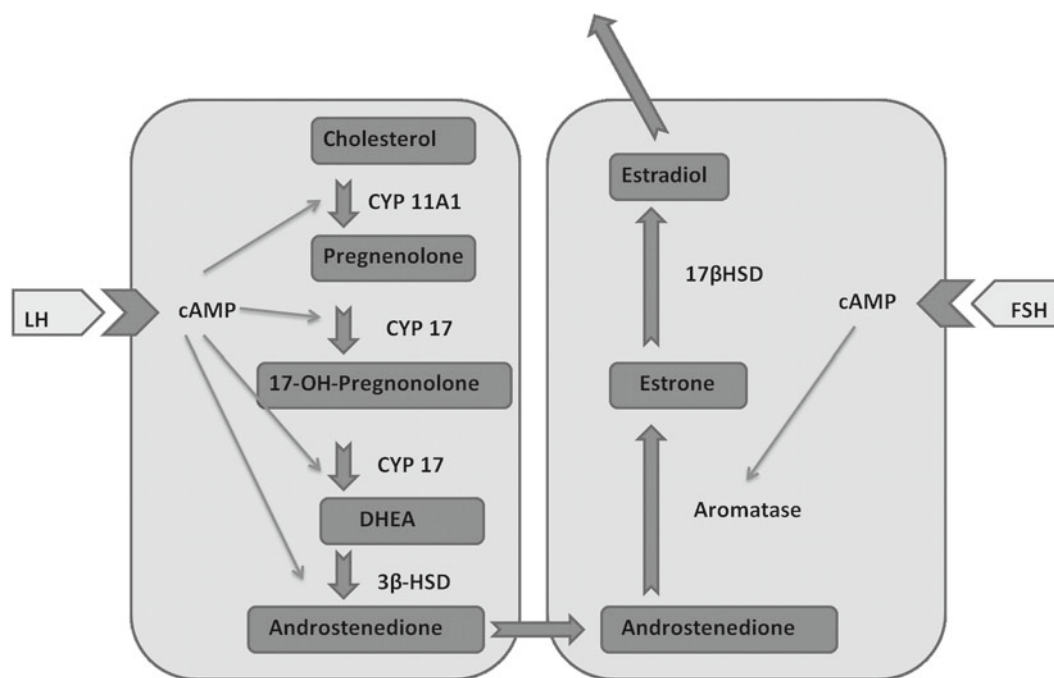 Cholesterol
CYP 11A1
Pregnenolone
LH
cAMP
CYP 17
17-OH-Pregnonolone
CYP 17
DHEA
3β-HSD
Androstenedione
Estradiol
17βHSD
cAMP
FSH
Estrone
Aromatase
Androstenedione